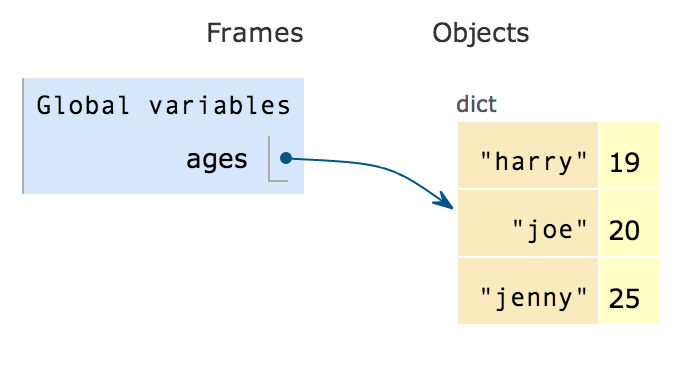 Frames Objects
Global variables
ages
dict
"harry" 19
"joe" 20
"jenny" 25